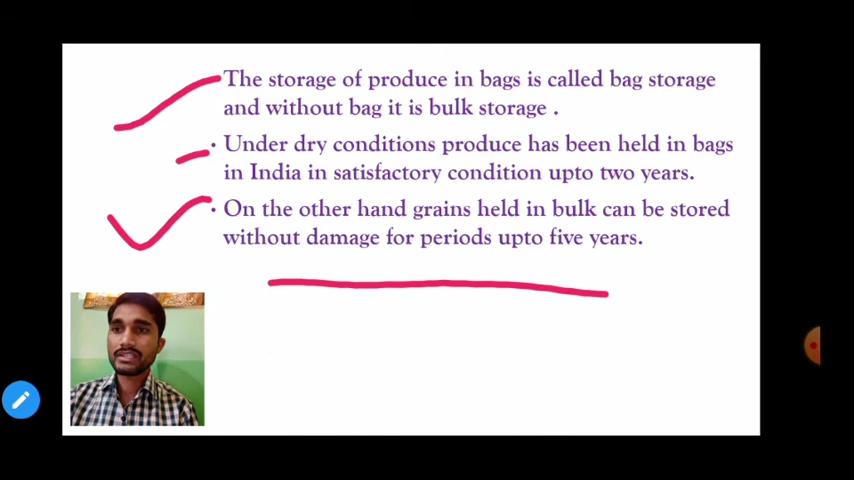 The storage of produce in bags is called bag storage
and without bag it is bulk storage .
• Under dry conditions produce has been held in bags
in India in satisfactory condition upto two years.
• On the other hand grains held in bulk can be stored
without damage for periods upto five years.